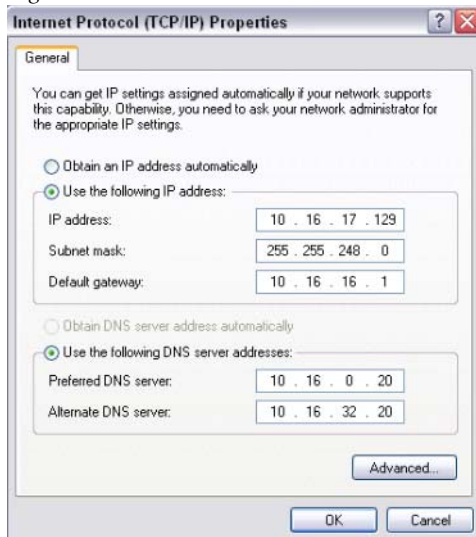 Internet Protocol (TCP/IP) Properties
General
You can get IP settings assigned automatically if your network supports
this capability. Otherwise, you need to ask your network administrator for
the appropriate IP settings.
Obtain an IP address automatically
Use the following IP address:
IP address: 10 . 16 . 17 . 129
Subnet mask: 255 . 255 . 248 . 0
Default gateway: 10 . 16 . 16 . 1
Obtain DNS server address automatically
Use the following DNS server addresses:
Preferred DNS server: 10 . 16 . 0 . 20
Alternate DNS server: 10 . 16 . 32 . 20
Advanced...
OK Cancel